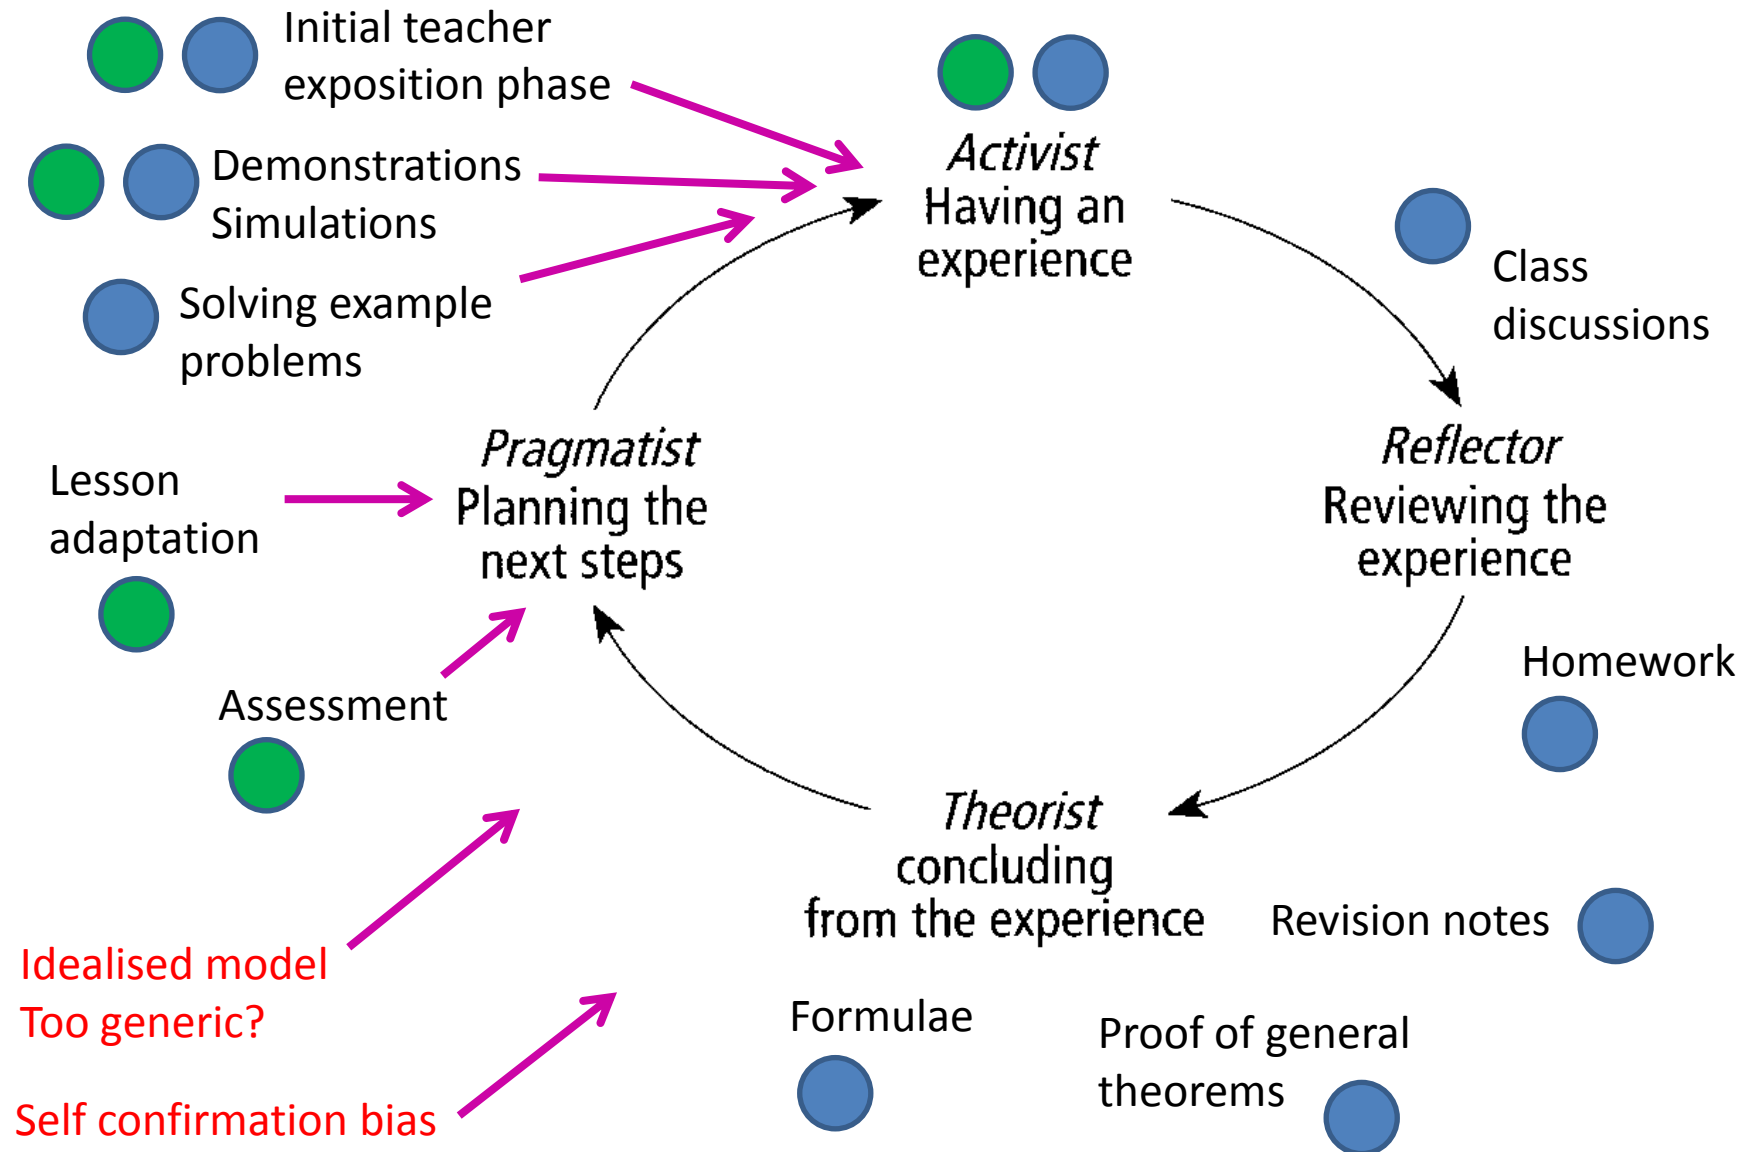 Initial teacher
exposition phase
Demonstrations
Simulations
Solving example
problems
Activist
Having an
experience
Class
discussions
Pragmatist
Planning the
next steps
Reflector
Reviewing the
experience
Lesson
adaptation
Assessment
Homework
Theorist
concluding
from the experience
Revision notes
Idealised model
Too generic?
Formulae
Proof of general
theorems
Self confirmation bias